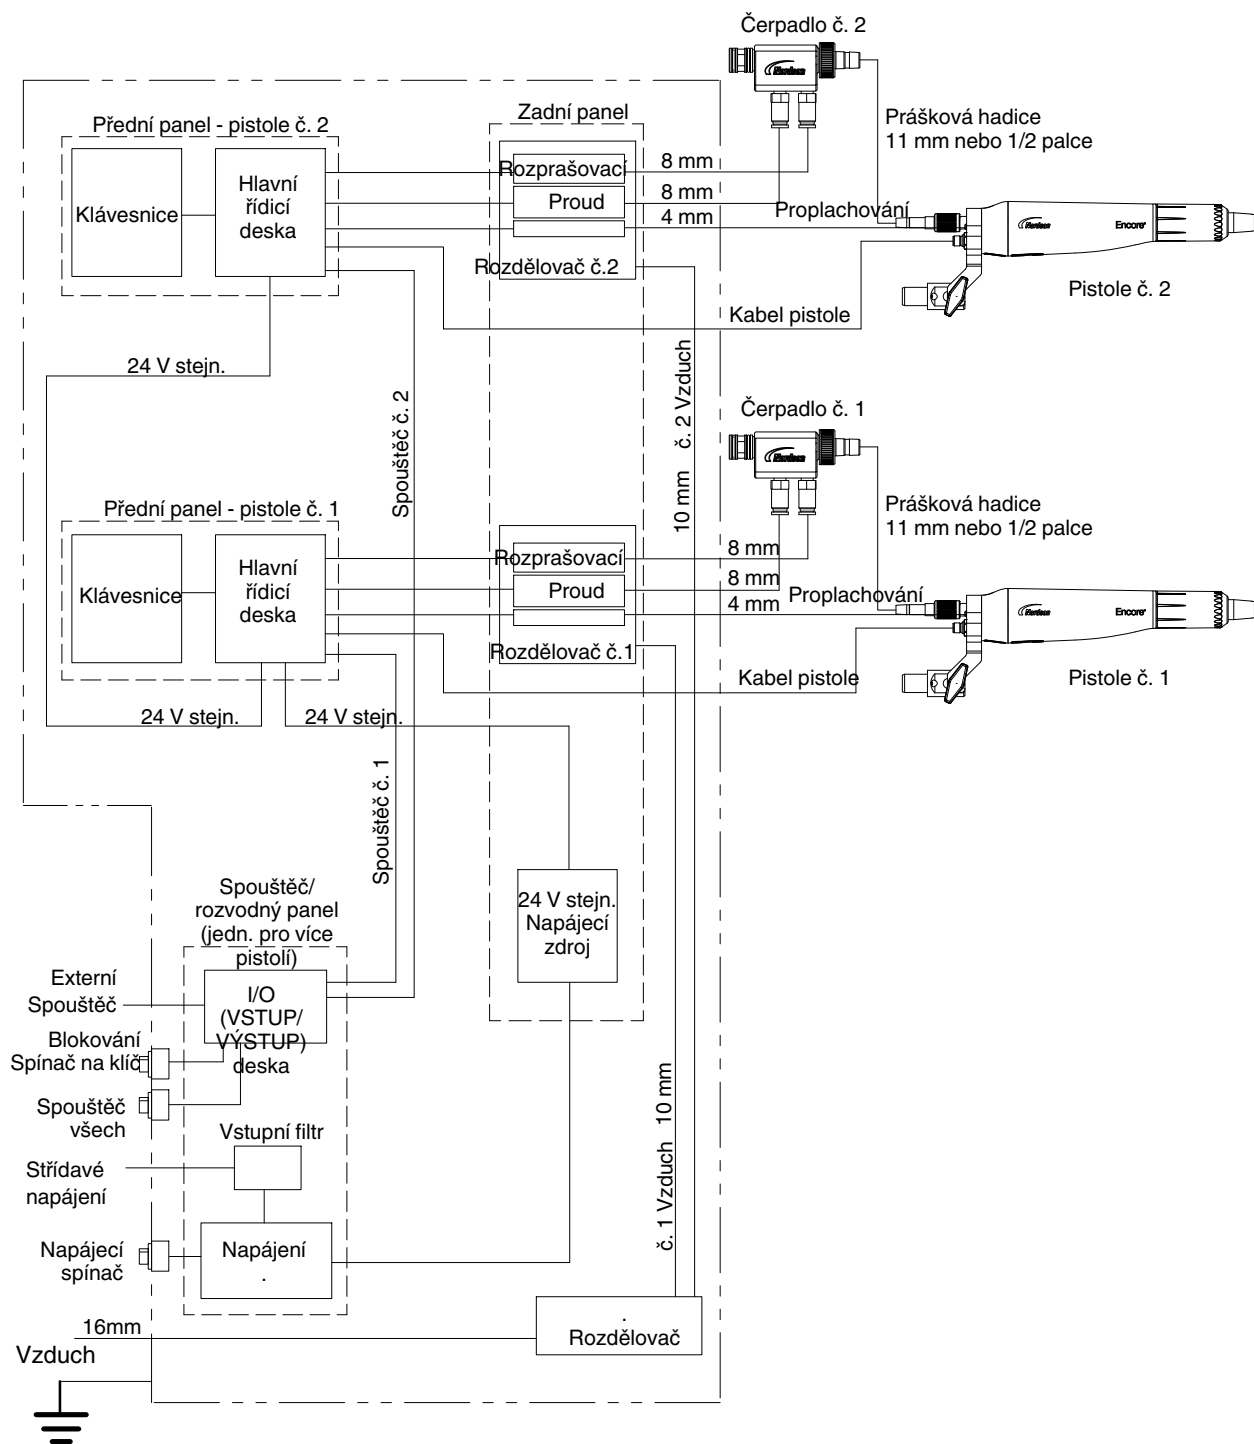 Čerpadlo č. 2
Nordson
Prášková hadice
11 mm nebo 1/2 palce
Zadní panel
Přední panel - pistole č. 2
Klávesnice
Hlavní
řídicí
deska
Rozprašovací
Proud
8 mm
8 mm
4 mm
Proplachování
Nordson
Encore
Pistole č. 2
Rozdělovač č.2
Kabel pistole
24 V stejn.
Spouštěč č. 2
10 mm č. 2 Vzduch
Čerpadlo č. 1
Nordson
Prášková hadice
11 mm nebo 1/2 palce
Přední panel - pistole č. 1
Klávesnice
Hlavní
řídicí
deska
Rozprašovací
Proud
8 mm
8 mm
4 mm
Proplachování
Nordson
Encore
Pistole č. 1
Rozdělovač č.1
Kabel pistole
24 V stejn.
24 V stejn.
Spouštěč č. 1
Spouštěč/
rozvodný panel
(jedn. pro více
pistolí)
24 V stejn.
Napájecí
zdroj
Externí
Spouštěč
I/O
(VSTUP/
VÝSTUP)
deska
Blokování
Spínač na klíč
Spouštěč
všech
Vstupní filtr
Střídavé
napájení
Napájecí
spínač
Napájení
.
č. 1 Vzduch 10 mm
.
Rozdělovač
16mm
Vzduch